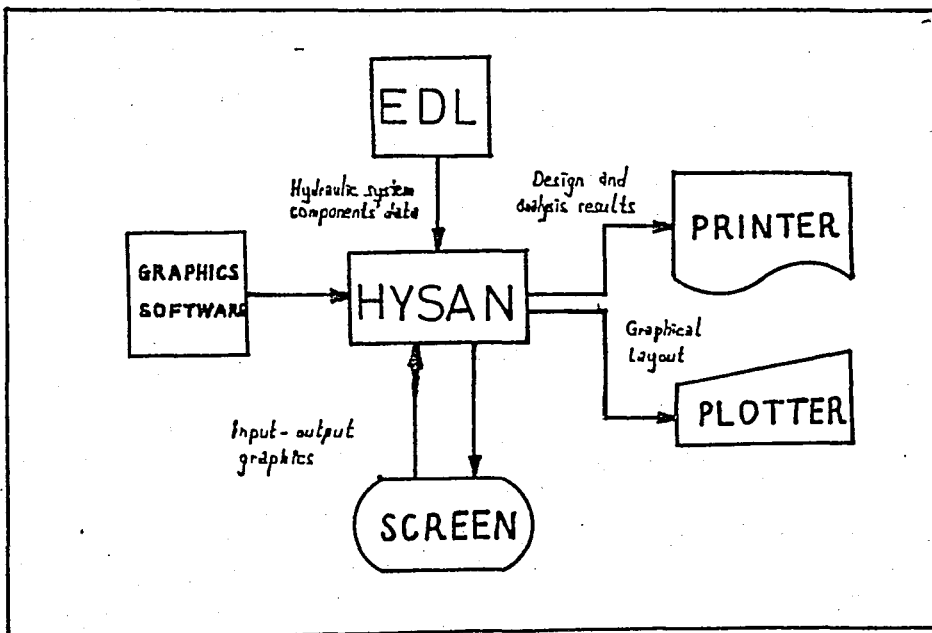 EDL
Hydraulic system
components' data
Design and
analysis results
PRINTER
GRAPHICS
SOFTWARE
HYSAN
Graphical
Layout
PLOTTER
Input-output
graphics
SCREEN